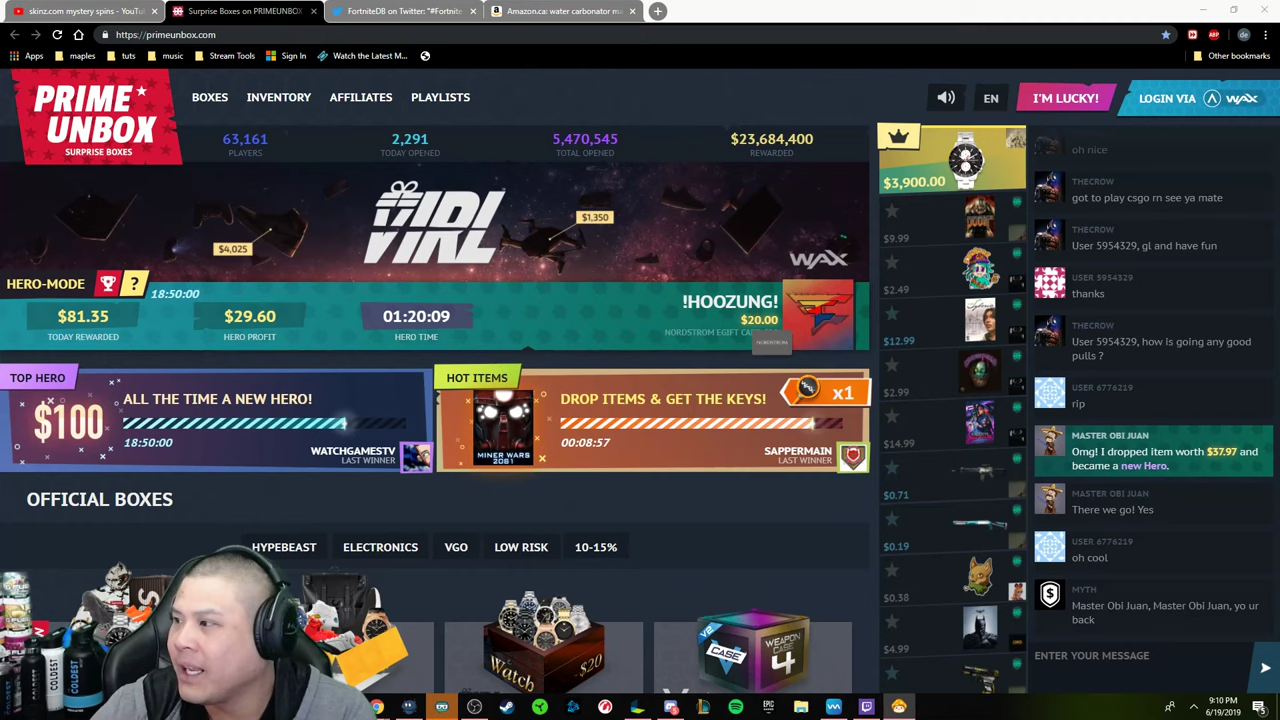 skinz.com mystery spins - YouTu
Surprise Boxes on PRIMEUNBOX
FortniteDB on Twitter: "#Fortnite
Amazon.ca: water carbonator ma
https://primeunbox.com
ABP
de
Apps
maples
tuts
music
Stream Tools
Sign In
Watch the Latest M...
Other bookmarks
PRIME
UNBOX
SURPRISE BOXES
BOXES
INVENTORY
AFFILIATES
PLAYLISTS
EN
I'M LUCKY!
LOGIN VIA WAX
63,161
PLAYERS
2,291
TODAY OPENED
5,470,545
TOTAL OPENED
$23,684,400
REWARDED
VIRL
$4,025
$1,350
WAX
HERO-MODE
?
18:50:00
$81.35
TODAY REWARDED
$29.60
HERO PROFIT
01:20:09
HERO TIME
!HOOZUNG!
$20.00
NORDSTROM EGIFT CA
NORDSTROM
TOP HERO
$100
ALL THE TIME A NEW HERO!
18:50:00
WATCHGAMESTV
LAST WINNER
HOT ITEMS
MINER WARS
2081
DROP ITEMS & GET THE KEYS!
x1
00:08:57
SAPPERMAIN
LAST WINNER
OFFICIAL BOXES
HYPEBEAST
ELECTRONICS
VGO
LOW RISK
10-15%
COLDEST
COLDEST
Watch
$20
V2
CASE
WEAPON
CASE
4
$3,900.00
$9.99
DOOM
$2.49
$12.99
$2.99
$14.99
$0.71
$0.19
$0.38
$4.99
oh nice
THECROW
got to play csgo rn see ya mate
THECROW
User 5954329, gl and have fun
USER 5954329
thanks
THECROW
User 5954329, how is going any good
pulls ?
USER 6776219
rip
MASTER OBI JUAN
Omg! I dropped item worth $37.97 and
became a new Hero.
MASTER OBI JUAN
There we go! Yes
USER 6776219
oh cool
MYTH
Master Obi Juan, Master Obi Juan, yo ur
back
ENTER YOUR MESSAGE
EPIC
9:10 PM
6/19/2019